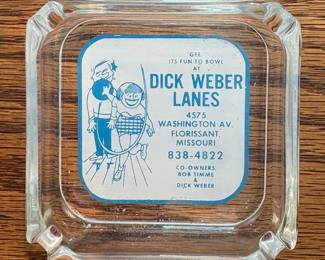 GEE,
ITS FUN TO BOWL
AT
DICK WEBER
LANES
4575
WASHINGTON AV.
FLORISSANT,
MISSOURI
838-4822
CO-OWNERS,
BOB TIMME
&
DICK WEBER